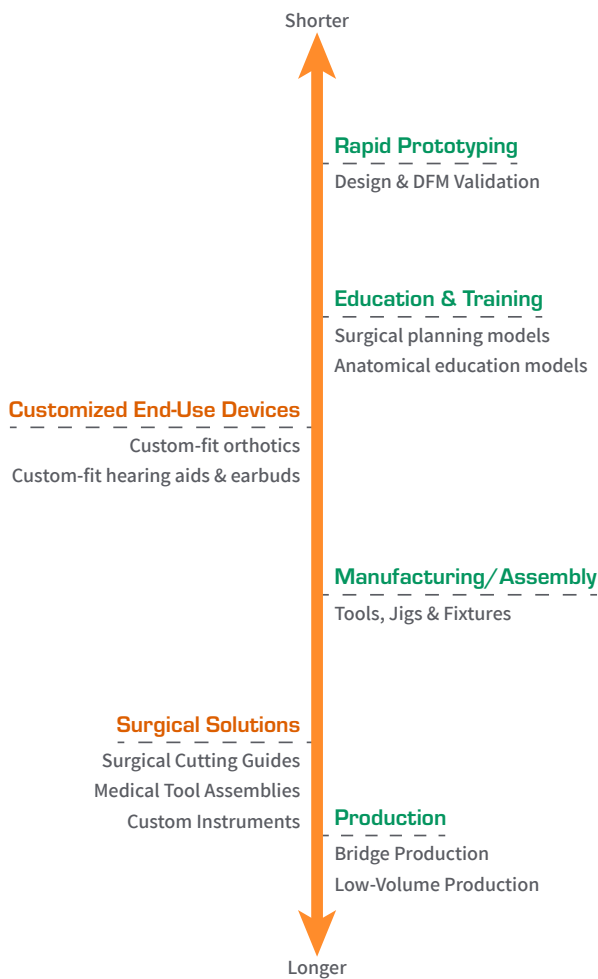 Shorter
Rapid Prototyping
Design & DFM Validation
Education & Training
Surgical planning models
Anatomical education models
Customized End-Use Devices
Custom-fit orthotics
Custom-fit hearing aids & earbuds
Manufacturing/Assembly
Tools, Jigs & Fixtures
Surgical Solutions
Surgical Cutting Guides
Medical Tool Assemblies
Custom Instruments
Production
Bridge Production
Low-Volume Production
Longer